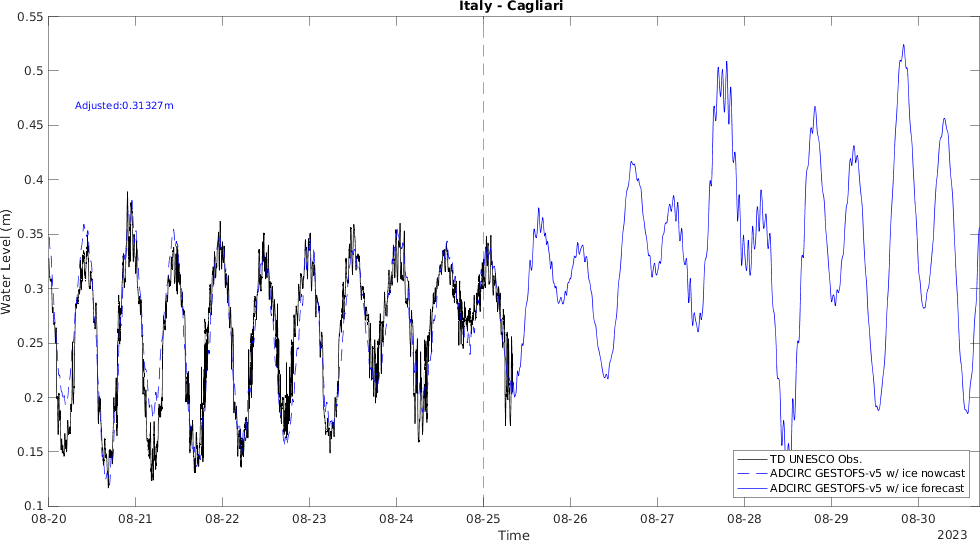 Italy - Cagliari
0.55
0.5
0.45
0.4
0.35
0.3
0.25
0.2
0.15
0.1
Water Level (m)
Adjusted:0.31327m
TD UNESCO Obs.
ADCIRC GESTOFS-v5 w/ ice nowcast
ADCIRC GESTOFS-v5 w/ ice forecast
08-20 08-21 08-22 08-23 08-24 08-25 08-26 08-27 08-28 08-29 08-30
Time
2023